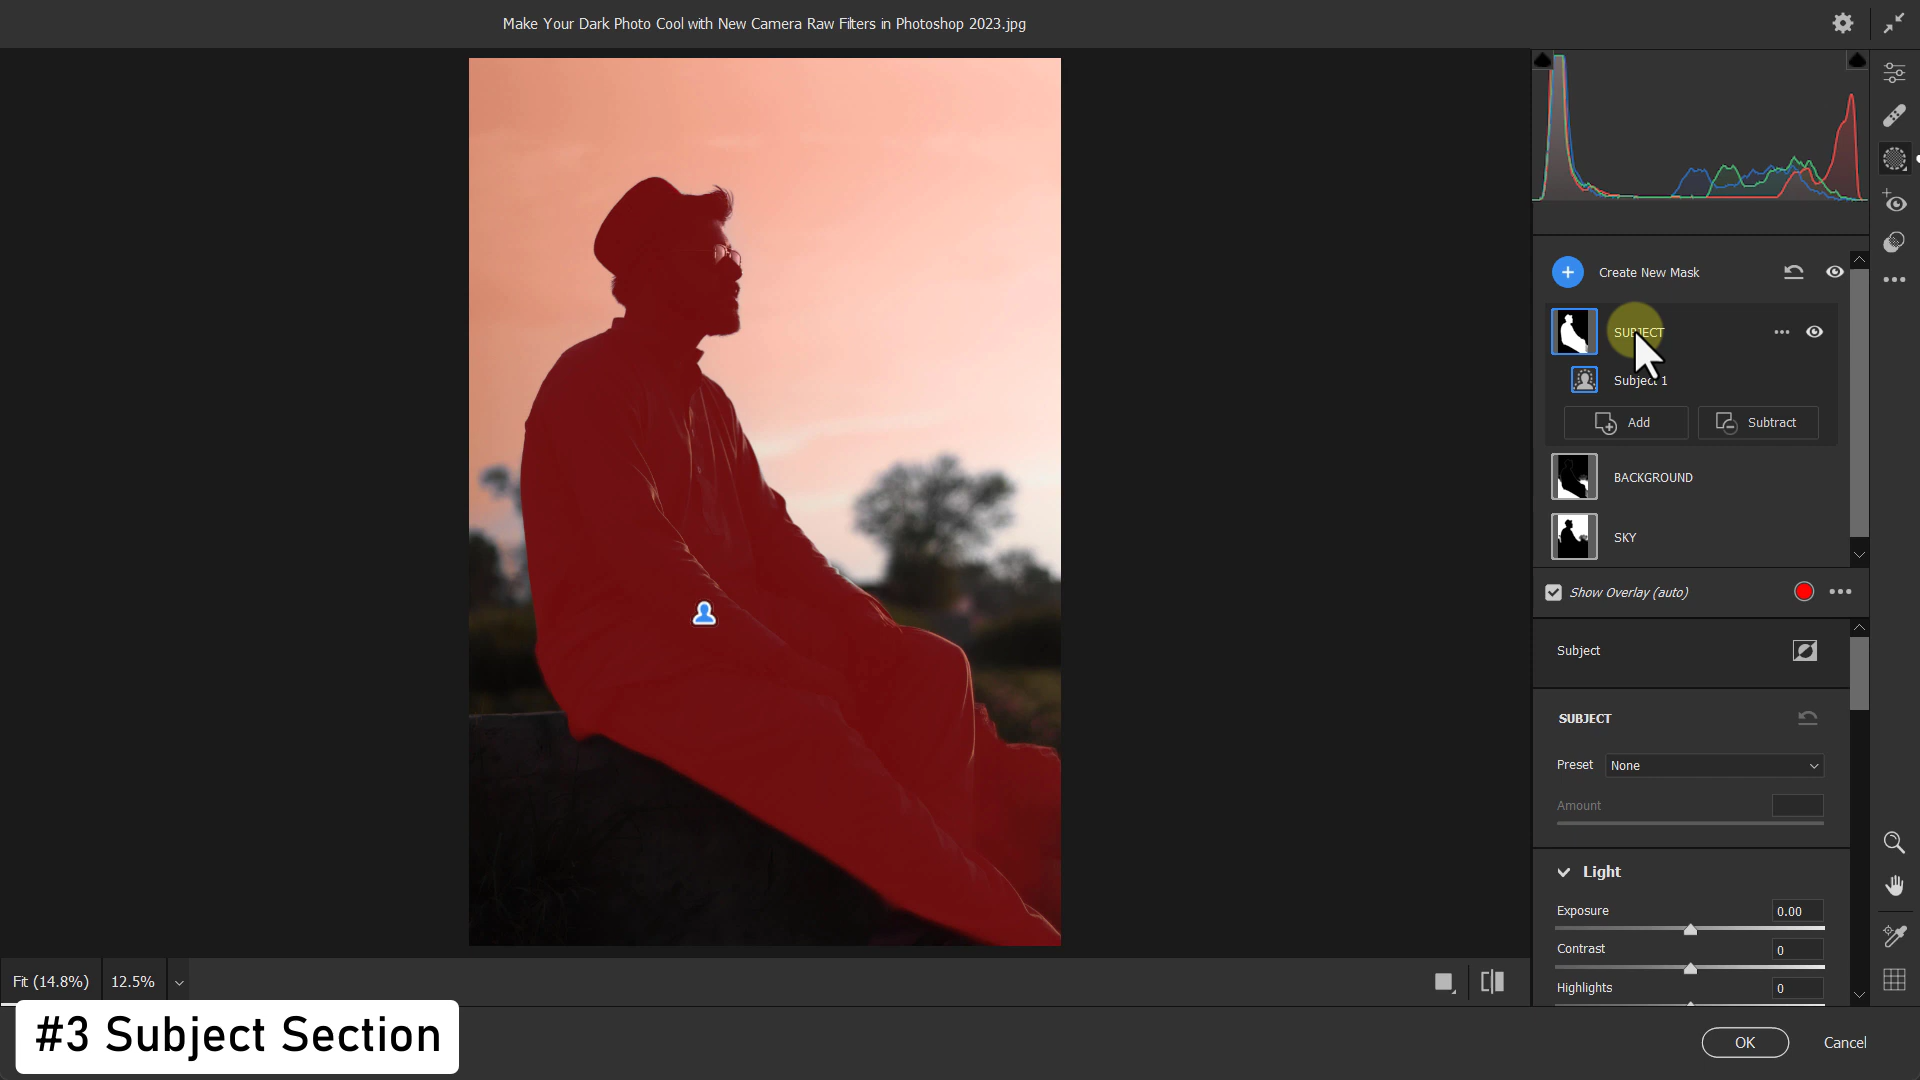 Make Your Dark Photo Cool with New Camera Raw Filters in Photoshop 2023.jpg
Create New Mask
SUBJECT
Subject 1
Add
Subtract
BACKGROUND
SKY
Show Overlay (auto)
Subject
SUBJECT
Preset
None
Amount
Light
Exposure
0.00
Contrast
0
Highlights
0
Fit (14.8%)
12.5%
#3 Subject Section
OK
Cancel